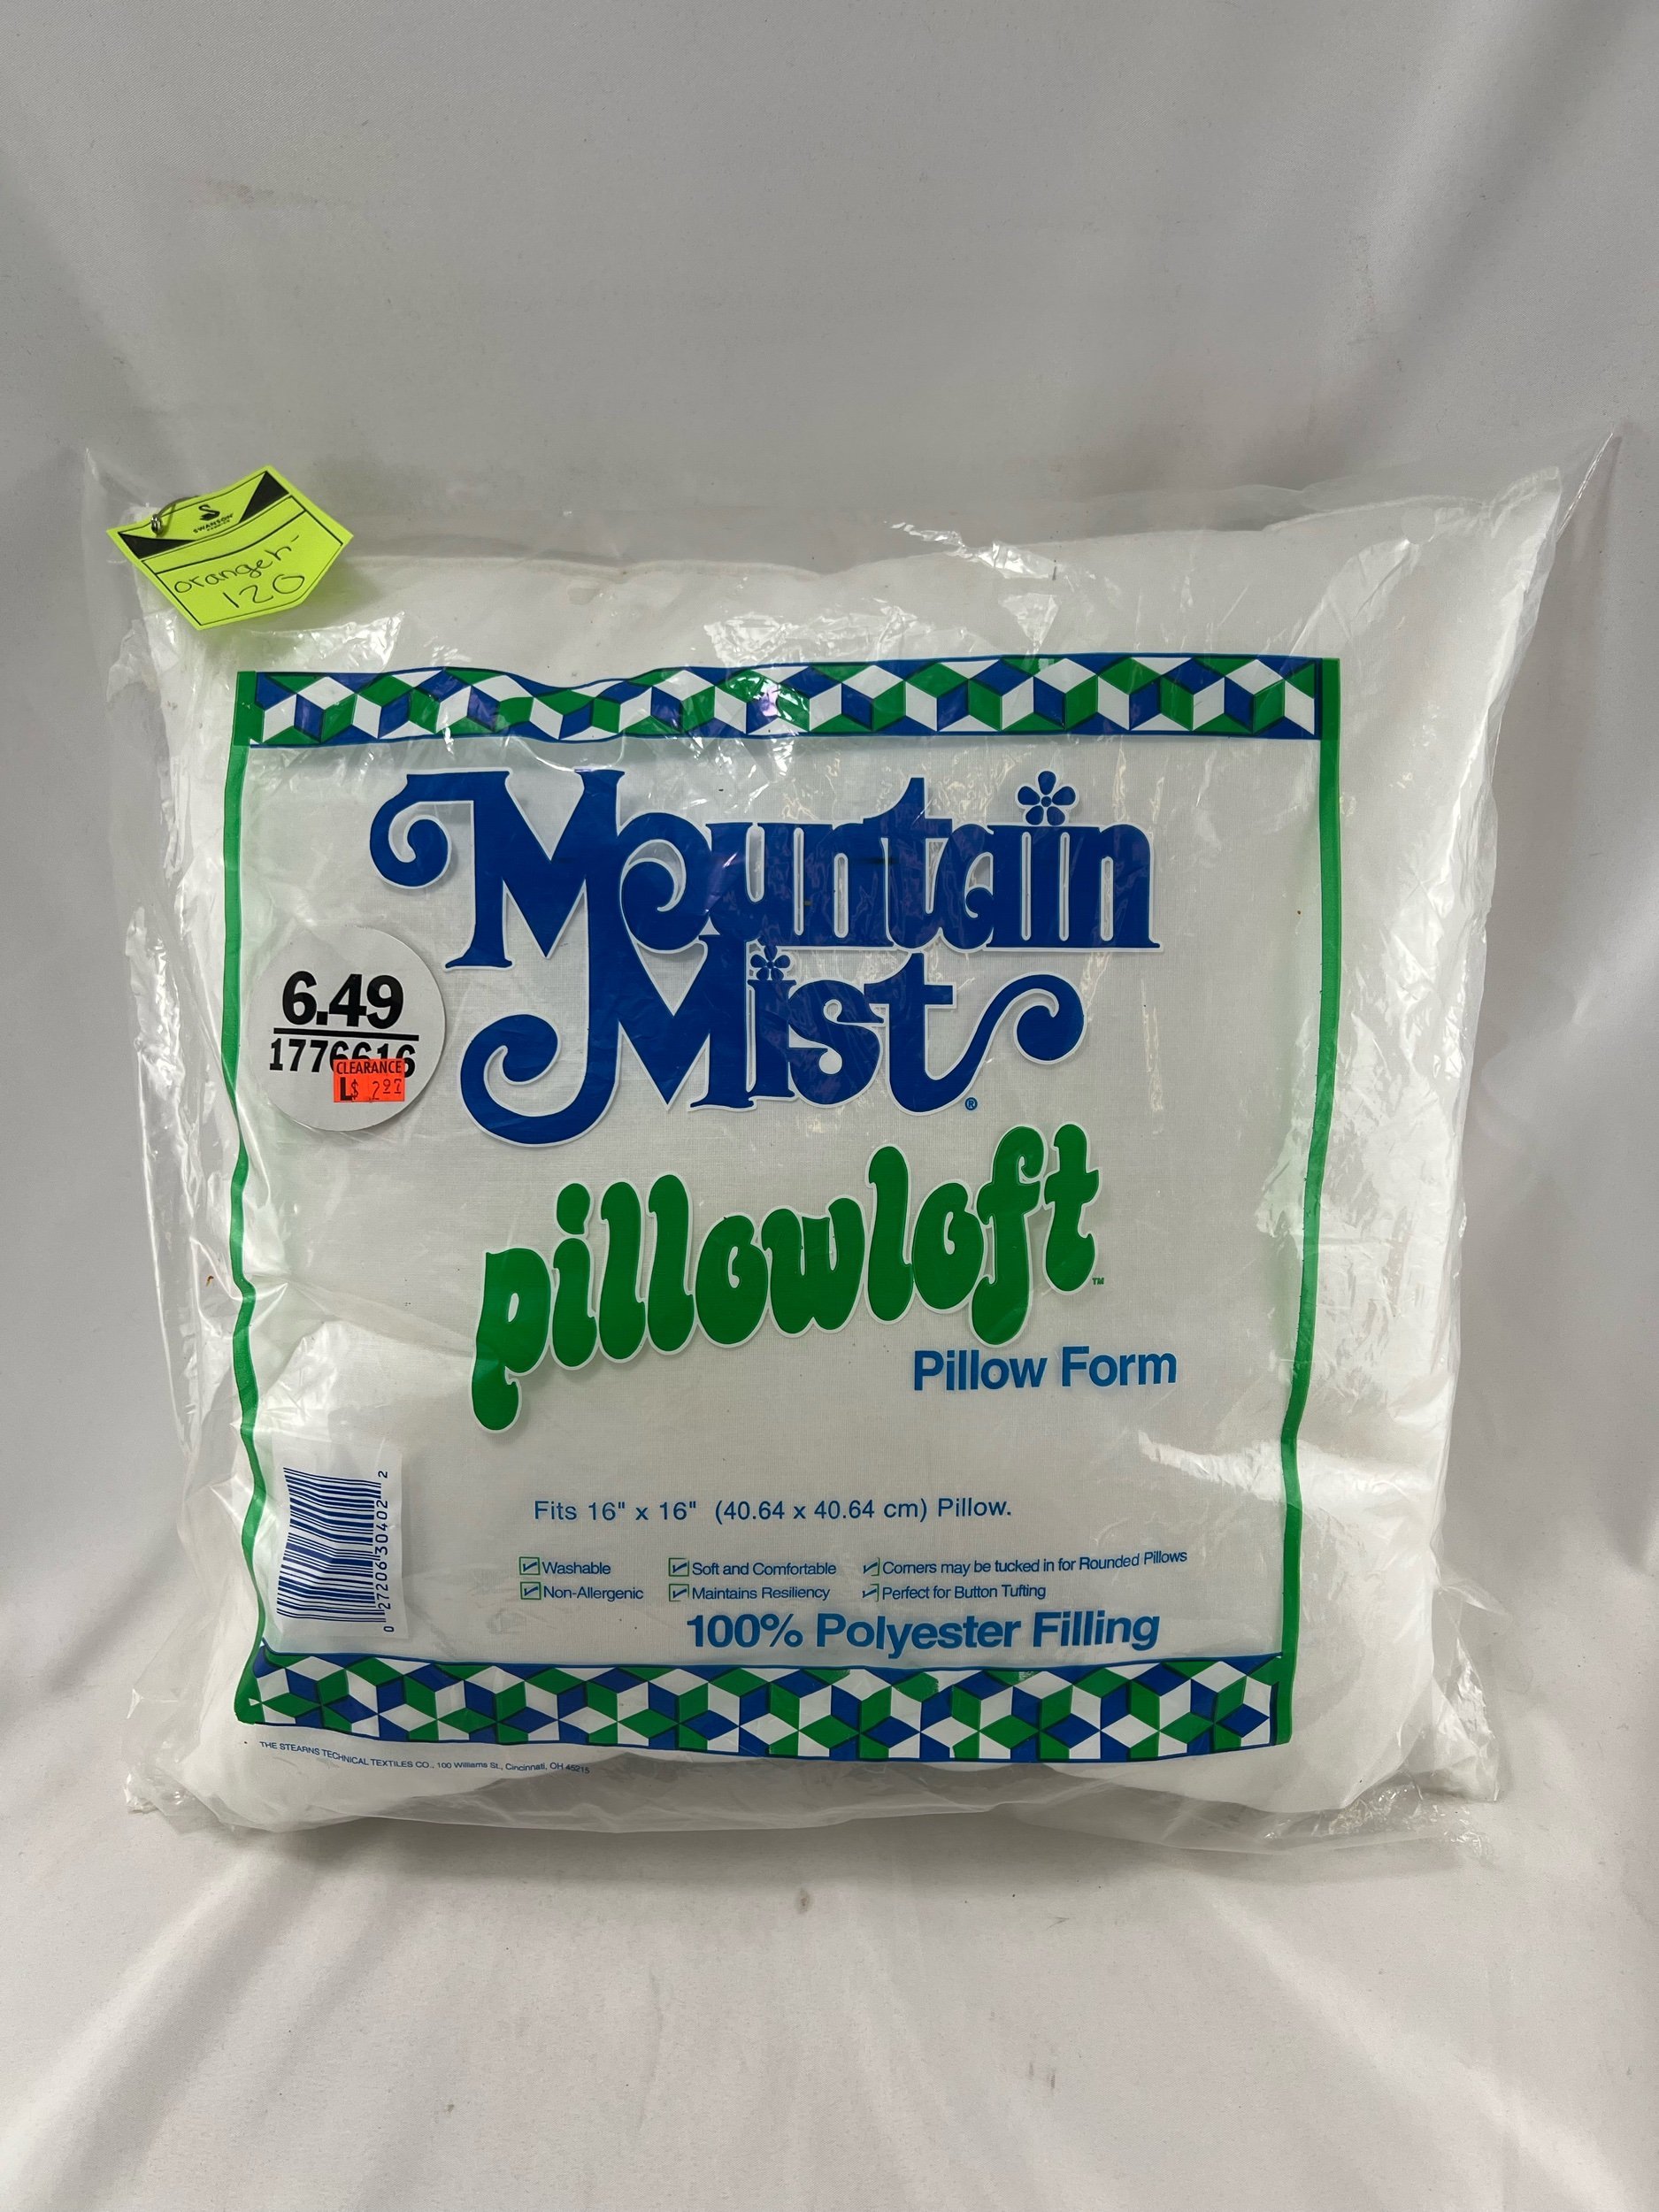 SWANSON
orangeh-
120
Mountain
Mist®
6.49
1776616
CLEARANCE
L$ 2.97
pillowloft™
Pillow Form
Fits 16" x 16" (40.64 x 40.64 cm) Pillow.
Washable
Soft and Comfortable
Corners may be tucked in for Rounded Pillows
Non-Allergenic
Maintains Resiliency
Perfect for Button Tufting
100% Polyester Filling
0 27206 30402 2
THE STEARNS TECHNICAL TEXTILES CO., 100 Williams St., Cincinnati, OH 45215